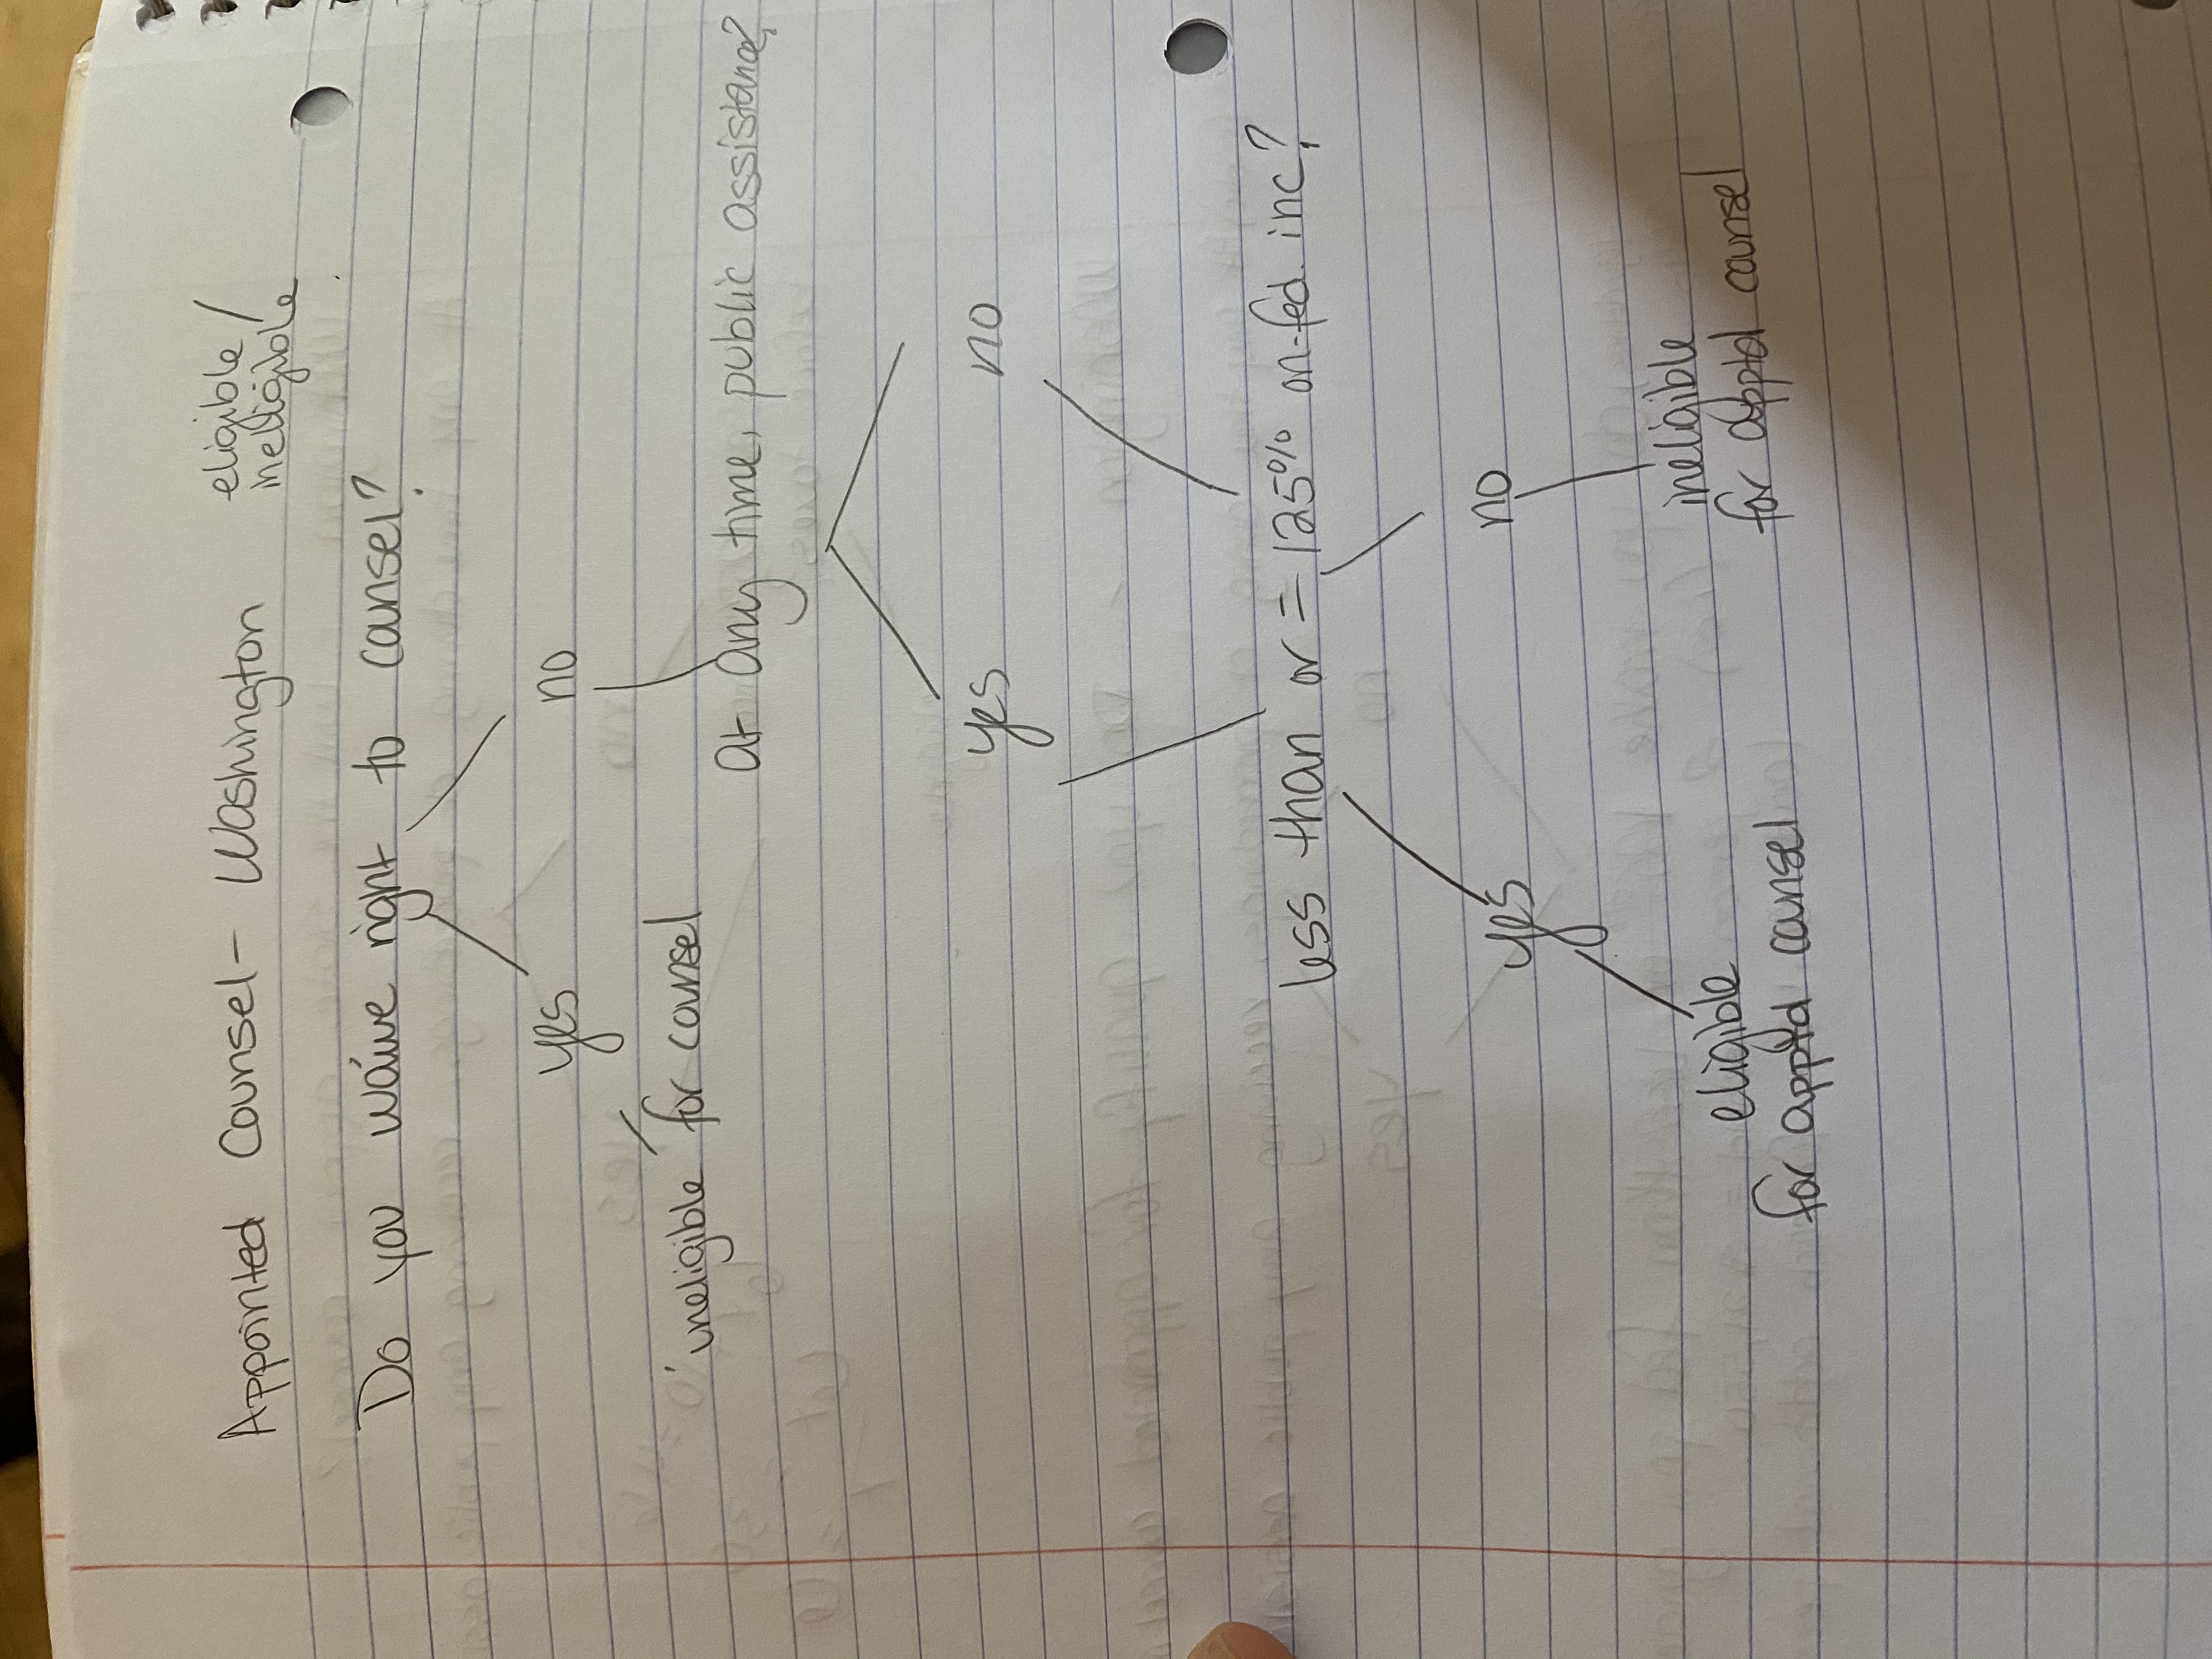 Appointed Counsel - Washington
eligible/
ineligible
Do you waive right to counsel?
yes
no
ineligible for counsel
at any time, public assistance?
yes
no
less than or = 125% on-fed. inc?
yes
no
eligible
for apptd counsel
ineligible
for apptd counsel